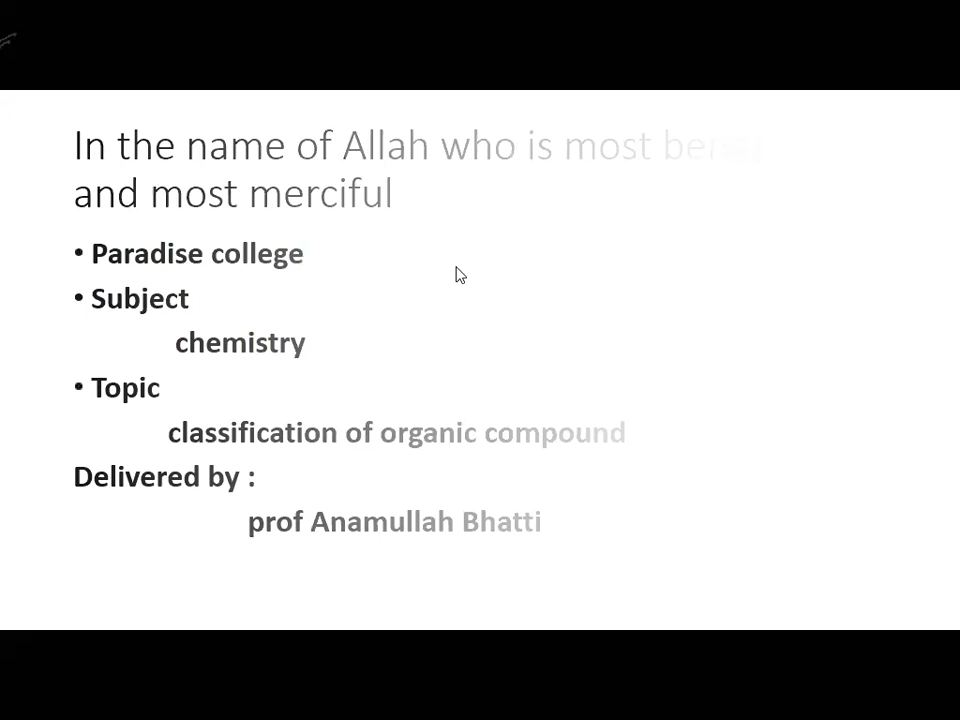 In the name of Allah who is most
and most merciful
• Paradise college
• Subject
chemistry
• Topic
classification of organic compound
Delivered by :
prof Anamullah Bhatti